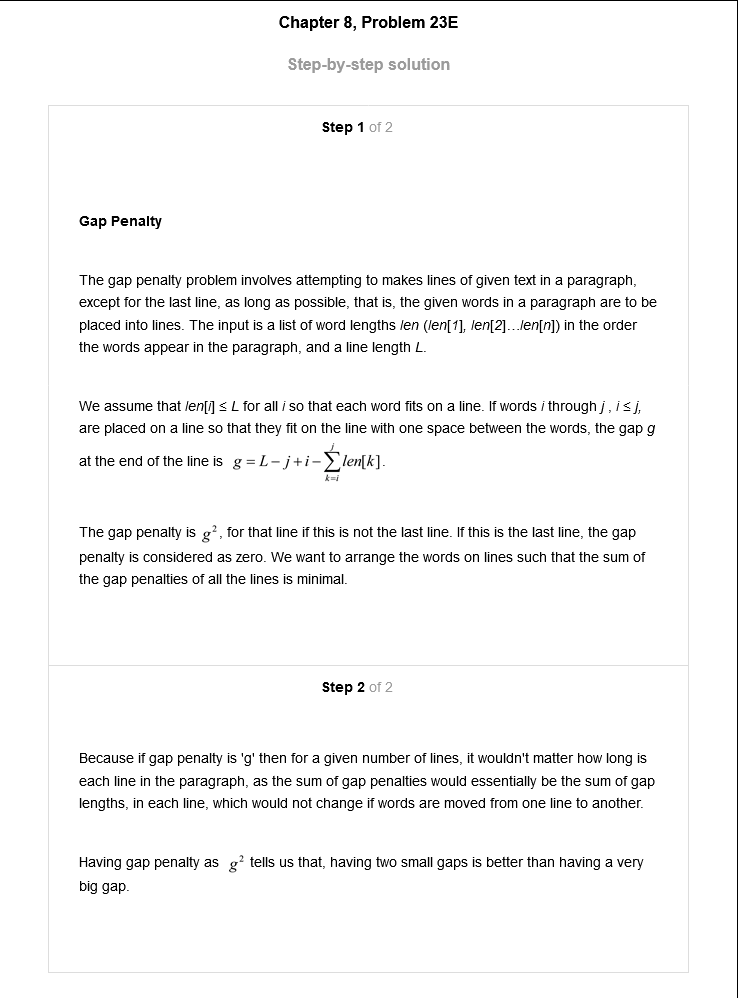 Chapter 8, Problem 23E
Step-by-step solution
Step 1 of 2
Gap Penalty
The gap penalty problem involves attempting to makes lines of given text in a paragraph,
except for the last line, as long as possible, that is, the given words in a paragraph are to be
placed into lines. The input is a list of word lengths len (len[1], len[2]...len[n]) in the order
the words appear in the paragraph, and a line length L.
We assume that len[i] ≤ L for all i so that each word fits on a line. If words i through j , i ≤ j,
are placed on a line so that they fit on the line with one space between the words, the gap g
at the end of the line is g = L − j + i − ∑_{k=i}^{j} len[k].
The gap penalty is g², for that line if this is not the last line. If this is the last line, the gap
penalty is considered as zero. We want to arrange the words on lines such that the sum of
the gap penalties of all the lines is minimal.
Step 2 of 2
Because if gap penalty is 'g' then for a given number of lines, it wouldn't matter how long is
each line in the paragraph, as the sum of gap penalties would essentially be the sum of gap
lengths, in each line, which would not change if words are moved from one line to another.
Having gap penalty as g² tells us that, having two small gaps is better than having a very
big gap.